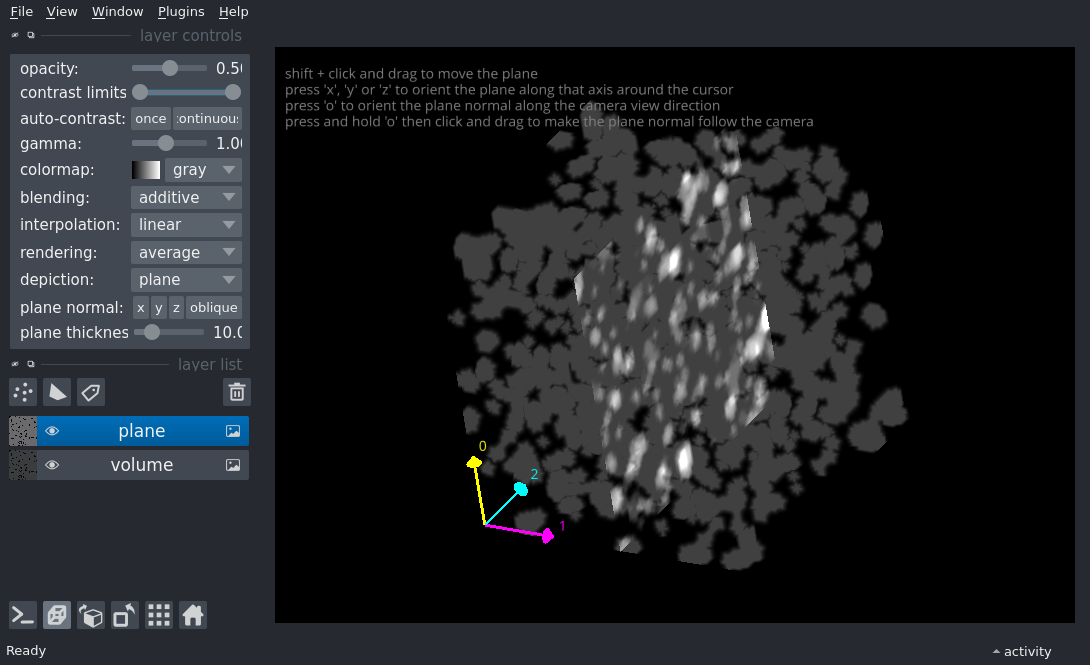 File View Window Plugins Help
layer controls
opacity: 0.50
contrast limits
auto-contrast: once continuous
gamma: 1.00
colormap: gray
blending: additive
interpolation: linear
rendering: average
depiction: plane
plane normal: x y z oblique
plane thicknes 10.0
layer list
plane
volume
shift + click and drag to move the plane
press 'x', 'y' or 'z' to orient the plane along that axis around the cursor
press 'o' to orient the plane normal along the camera view direction
press and hold 'o' then click and drag to make the plane normal follow the camera
0
2
1
Ready
activity